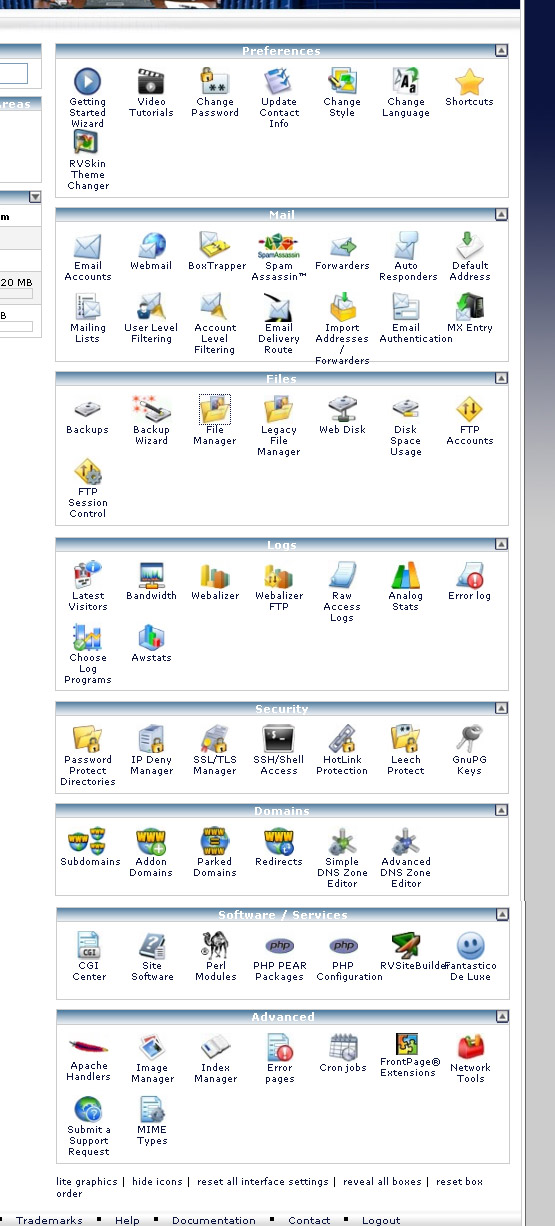 Preferences
reas
Getting Video Change Update Change Change Shortcuts
Started Tutorials Password Contact Style Language
Wizard Info
RVSkin
Theme
Changer
Mail
m
Email Webmail BoxTrapper Spam Forwarders Auto Default
Accounts Assassin™ Responders Address
20 MB
B
Mailing User Level Account Email Import Email MX Entry
Lists Filtering Level Delivery Addresses Authentication
Filtering Route /
Forwarders
Files
Backups Backup File Legacy Web Disk Disk FTP
Wizard Manager File Space Accounts
Manager Usage
FTP
Session
Control
Logs
Latest Bandwidth Webalizer Webalizer Raw Analog Error log
Visitors FTP Access Stats
Logs
Choose Awstats
Log
Programs
Security
Password IP Deny SSL/TLS SSH/Shell HotLink Leech GnuPG
Protect Manager Manager Access Protection Protect Keys
Directories
Domains
Subdomains Addon Parked Redirects Simple Advanced
Domains Domains DNS Zone DNS Zone
Editor Editor
Software / Services
CGI Site Perl PHP PEAR PHP RVSiteBuilder Fantastico
Center Software Modules Packages Configuration De Luxe
Advanced
Apache Image Index Error Cron jobs FrontPage® Network
Handlers Manager Manager pages Extensions Tools
Submit a MIME
Support Types
Request
lite graphics | hide icons | reset all interface settings | reveal all boxes | reset box
order
Trademarks ▪ Help ▪ Documentation ▪ Contact ▪ Logout